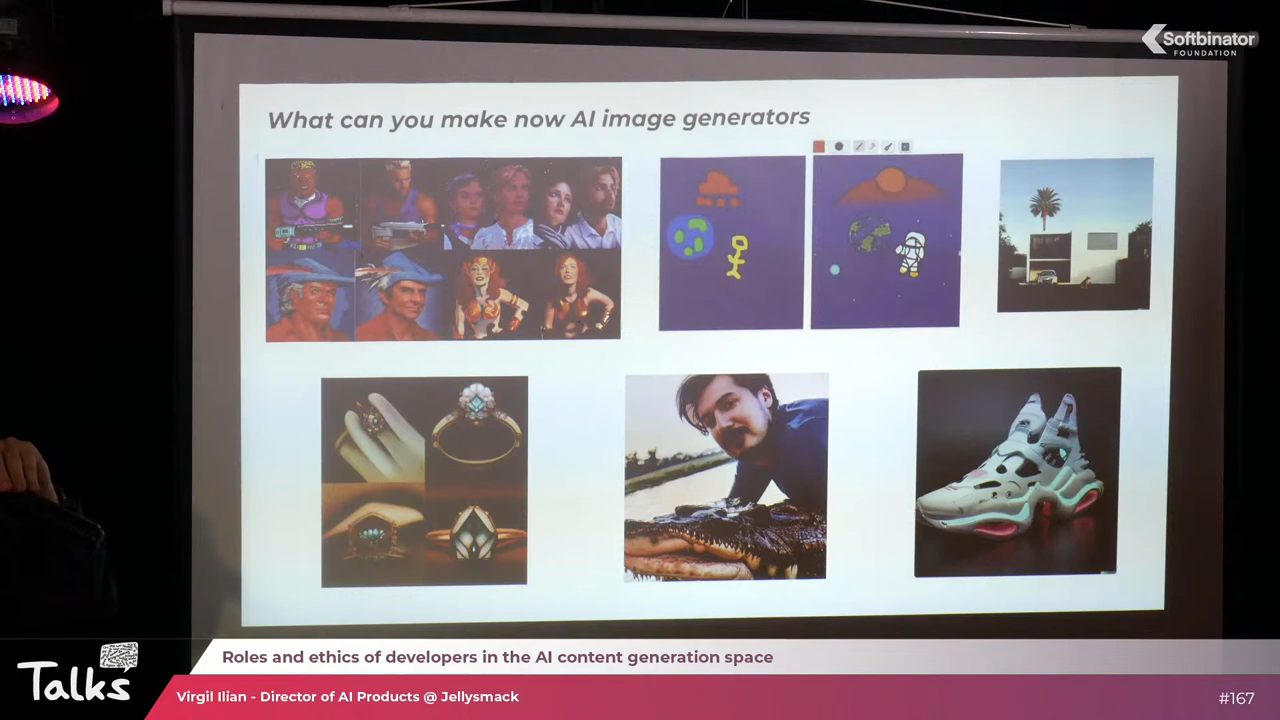 Softbinator
FOUNDATION
What can you make now AI image generators
Talks
Roles and ethics of developers in the AI content generation space
Virgil Ilian - Director of AI Products @ Jellysmack
#167